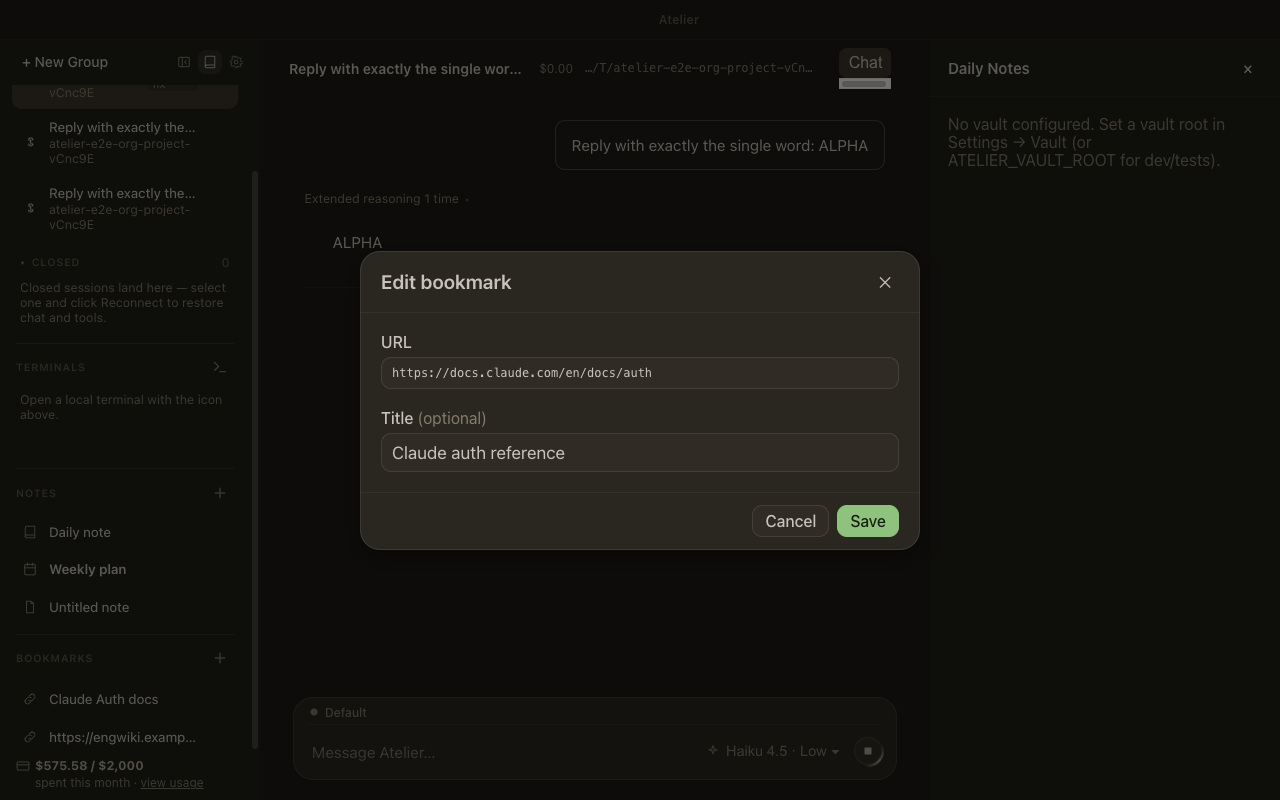 Atelier
+ New Group
vCnc9E
Reply with exactly the...
atelier-e2e-org-project-
vCnc9E
Reply with exactly the...
atelier-e2e-org-project-
vCnc9E
CLOSED 0
Closed sessions land here — select
one and click Reconnect to restore
chat and tools.
TERMINALS
Open a local terminal with the icon
above.
NOTES
Daily note
Weekly plan
Untitled note
BOOKMARKS
Claude Auth docs
https://engwiki.examp...
$575.58 / $2,000
spent this month · view usage
Reply with exactly the single wor... $0.00 …/T/atelier-e2e-org-project-vCn… Chat
Reply with exactly the single word: ALPHA
Extended reasoning 1 time
ALPHA
Edit bookmark
URL
https://docs.claude.com/en/docs/auth
Title (optional)
Claude auth reference
Cancel Save
Default
Message Atelier...
Haiku 4.5 · Low
Daily Notes
No vault configured. Set a vault root in
Settings → Vault (or
ATELIER_VAULT_ROOT for dev/tests).